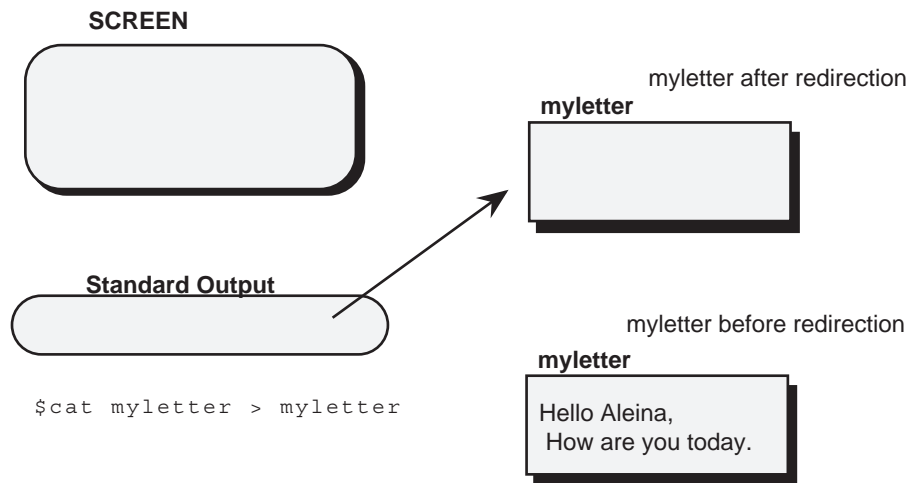 SCREEN
myletter after redirection
myletter
Standard Output
myletter before redirection
myletter
$cat myletter > myletter
Hello Aleina,
How are you today.